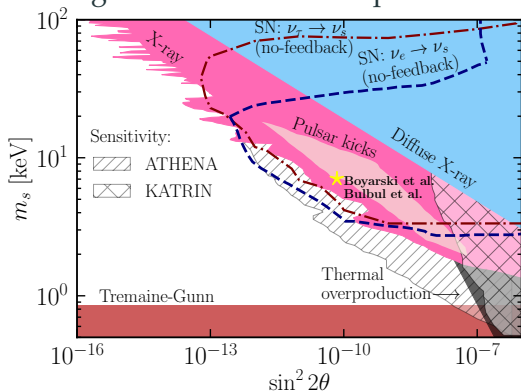 10²
X-ray
SN: ν_τ → ν_s
(no-feedback)
SN: ν_e → ν_s
(no-feedback)
Sensitivity:
ATHENA
KATRIN
Pulsar kicks
Diffuse X-ray
10¹
m_s [keV]
Boyarski et al.
Bulbul et al.
Thermal
overproduction→
10⁰
Tremaine-Gunn
10⁻¹⁶
10⁻¹³
10⁻¹⁰
10⁻⁷
sin² 2θ